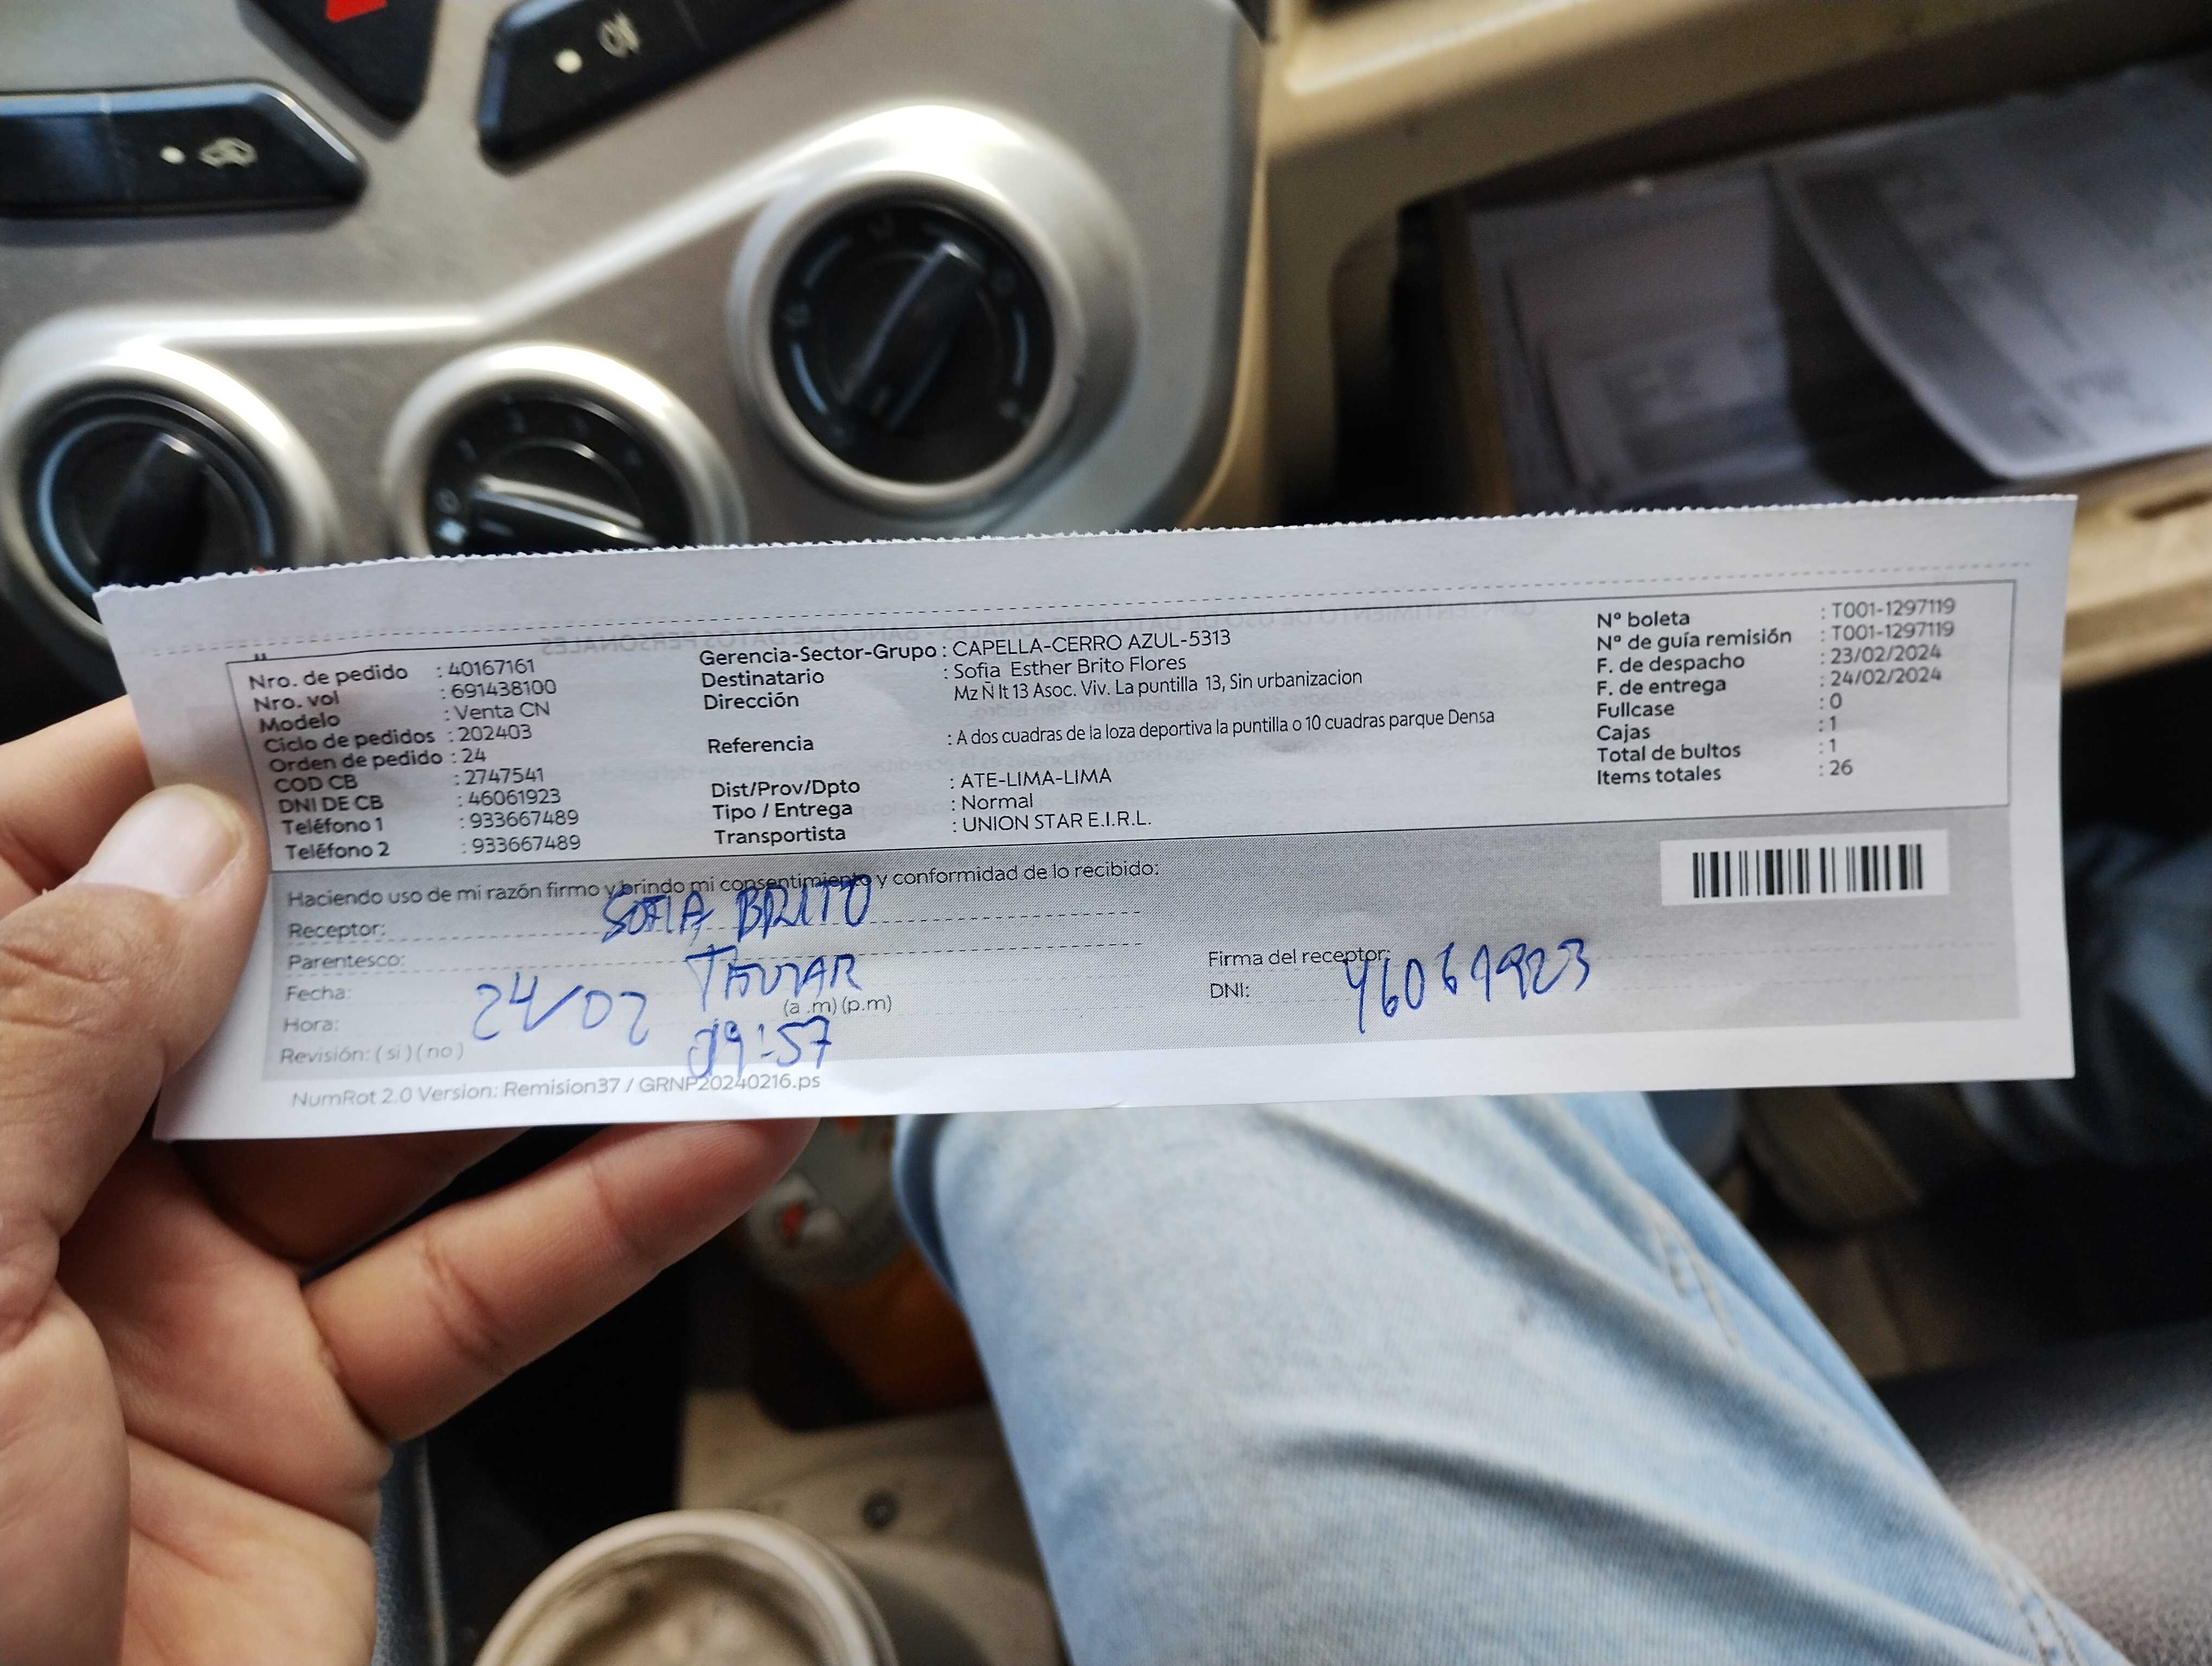 Nro. de pedido : 40167161
Nro. vol : 691438100
Modelo : Venta CN
Ciclo de pedidos : 202403
Orden de pedido : 24
COD CB : 2747541
DNI DE CB : 46061923
Teléfono 1 : 933667489
Teléfono 2 : 933667489
Gerencia-Sector-Grupo : CAPELLA-CERRO AZUL-5313
Destinatario : Sofia Esther Brito Flores
Dirección Mz Ñ lt 13 Asoc. Viv. La puntilla 13, Sin urbanizacion
Referencia : A dos cuadras de la loza deportiva la puntilla o 10 cuadras parque Densa
Dist/Prov/Dpto : ATE-LIMA-LIMA
Tipo / Entrega : Normal
Transportista : UNION STAR E.I.R.L.
Nº boleta : T001-1297119
Nº de guía remisión : T001-1297119
F. de despacho : 23/02/2024
F. de entrega : 24/02/2024
Fullcase : 0
Cajas : 1
Total de bultos : 1
Items totales : 26
Haciendo uso de mi razón firmo y brindo mi consentimiento y conformidad de lo recibido:
Receptor: SOFIA BRITO
Parentesco: TITULAR
Fecha: 24/02
Hora: 09:57 (a .m) (p.m)
Revisión: ( si ) ( no )
Firma del receptor:
DNI: 46061923
NumRot 2.0 Version: Remision37 / GRNP20240216.ps